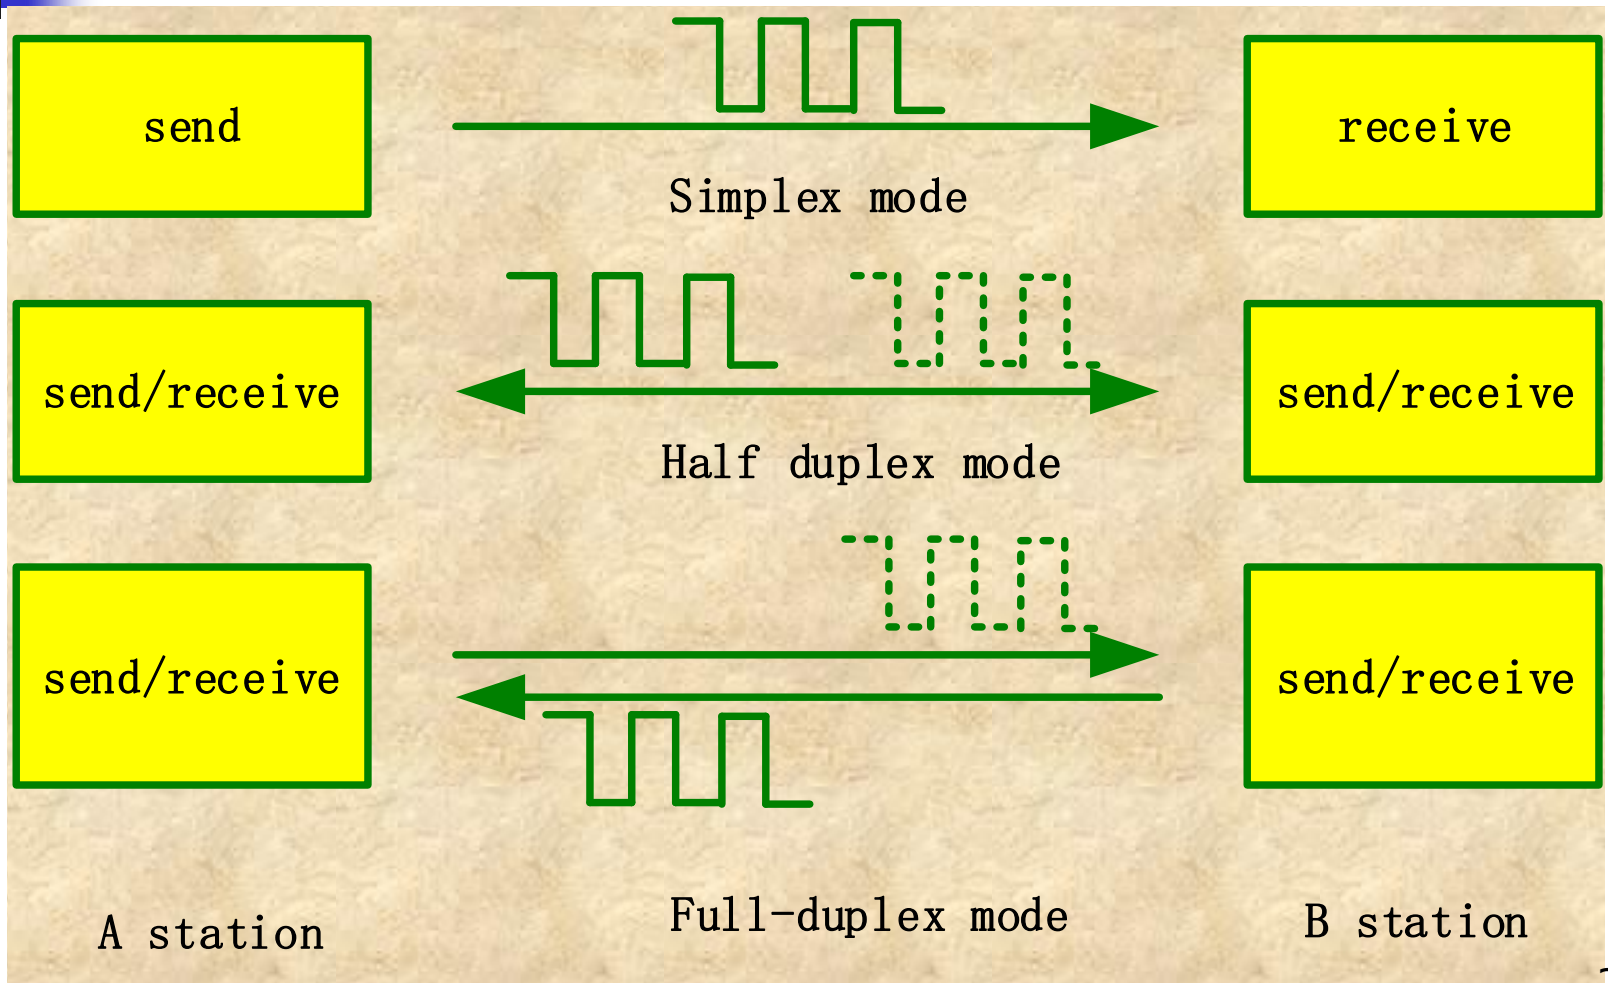 send
receive
Simplex mode
send/receive
send/receive
Half duplex mode
send/receive
send/receive
A station
Full-duplex mode
B station